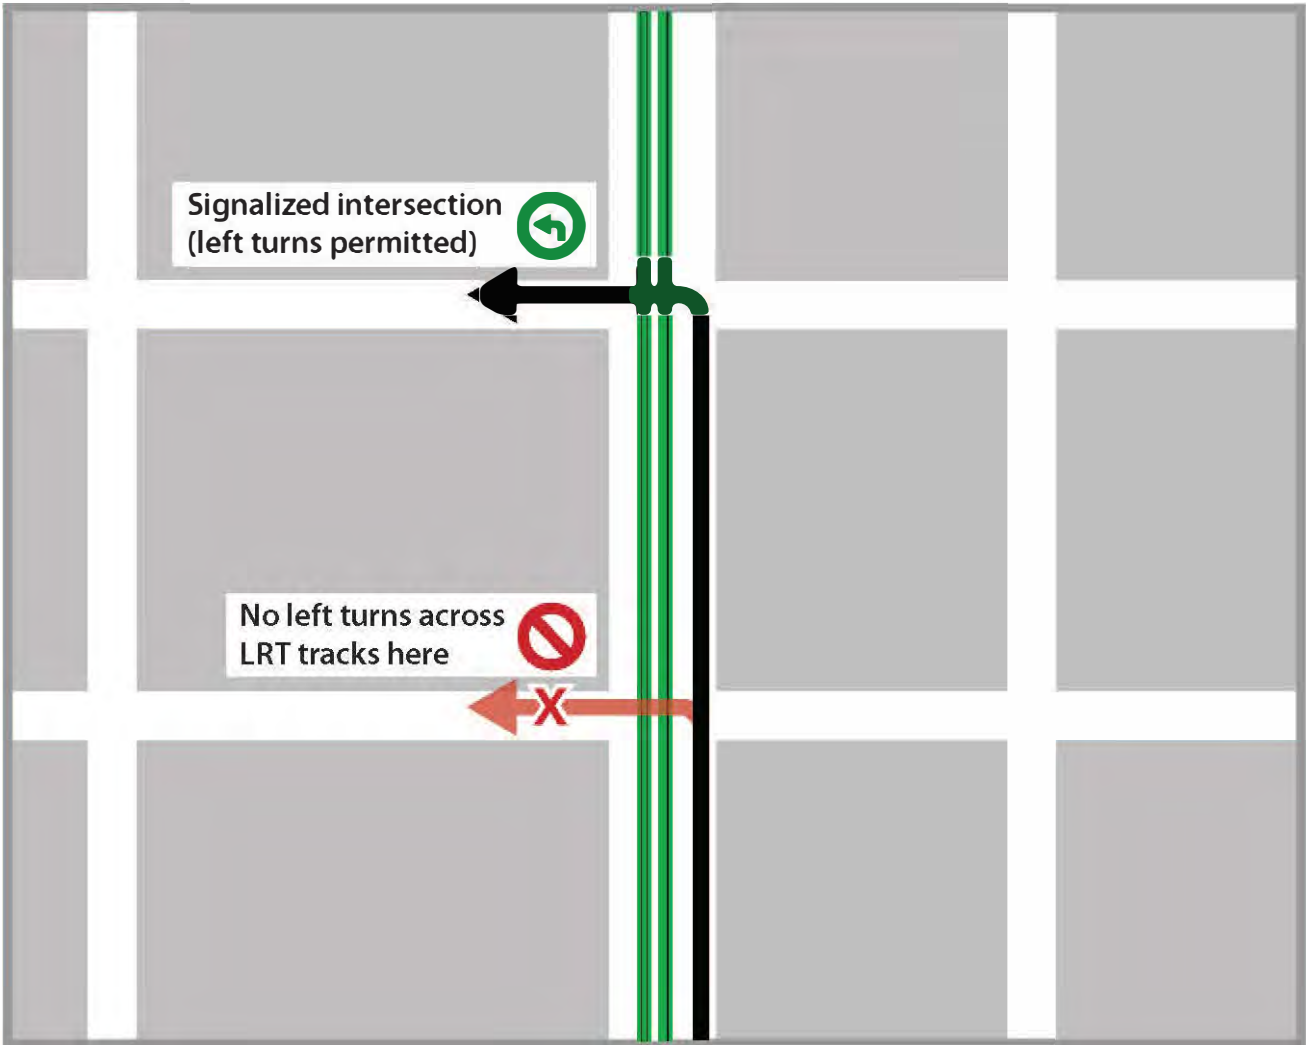 Signalized intersection
(left turns permitted)
No left turns across
LRT tracks here
X